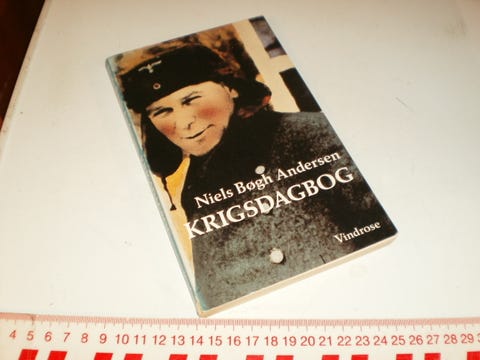 Niels Bøgh Andersen
KRIGSDAGBOG
Vindrose
4 5 6 7 8 9 10 11 12 13 14 15 16 17 18 19 20 21 22 23 24 25 26 27 28 29 3